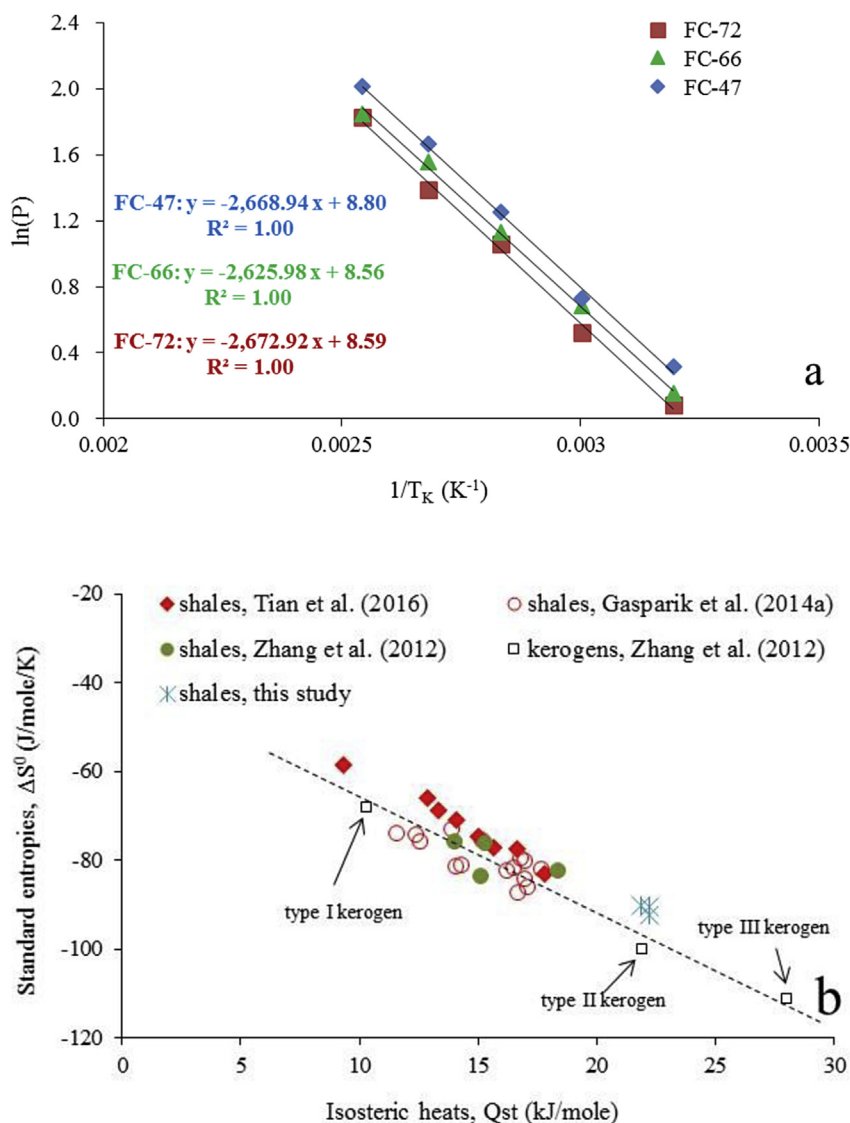 2.4
2.0
1.6
1.2
0.8
0.4
0.0
ln(P)
FC-72
FC-66
FC-47
FC-47: y = -2,668.94 x + 8.80
R² = 1.00
FC-66: y = -2,625.98 x + 8.56
R² = 1.00
FC-72: y = -2,672.92 x + 8.59
R² = 1.00
a
0.002 0.0025 0.003 0.0035
1/T_K (K⁻¹)
-20
-40
-60
-80
-100
-120
Standard entropies, ΔS⁰ (J/mole/K)
shales, Tian et al. (2016) shales, Gasparik et al. (2014a)
shales, Zhang et al. (2012) kerogens, Zhang et al. (2012)
shales, this study
type I kerogen
type III kerogen
type II kerogen
b
0 5 10 15 20 25 30
Isosteric heats, Qst (kJ/mole)